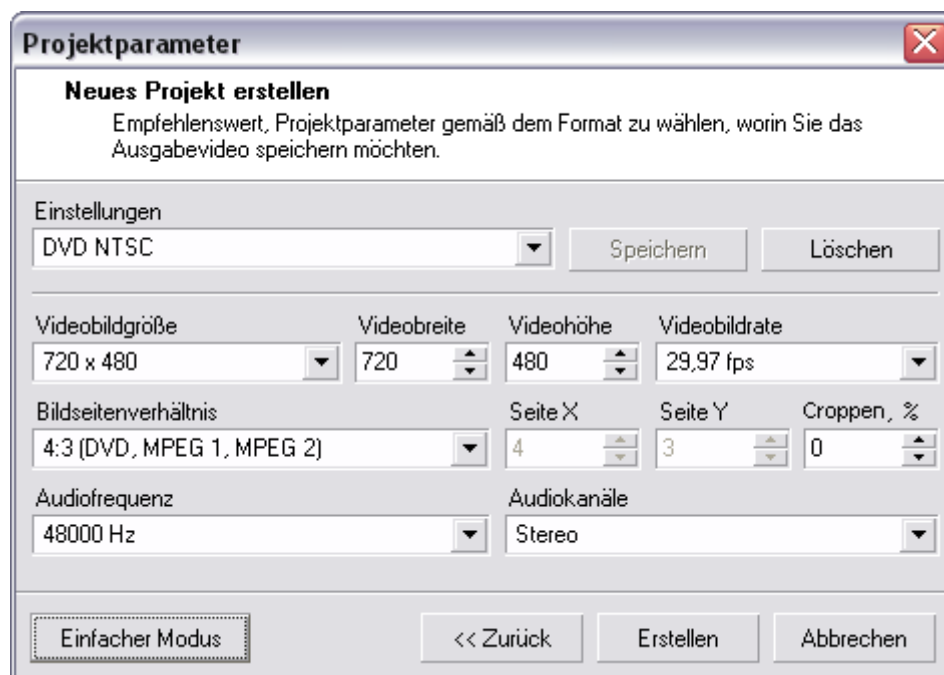 Projektparameter
Neues Projekt erstellen
Empfehlenswert, Projektparameter gemäß dem Format zu wählen, worin Sie das
Ausgabevideo speichern möchten.
Einstellungen
DVD NTSC Speichern Löschen
Videobildgröße Videobreite Videohöhe Videobildrate
720 x 480 720 480 29,97 fps
Bildseitenverhältnis Seite X Seite Y Croppen, %
4:3 (DVD, MPEG 1, MPEG 2) 4 3 0
Audiofrequenz Audiokanäle
48000 Hz Stereo
Einfacher Modus << Zurück Erstellen Abbrechen